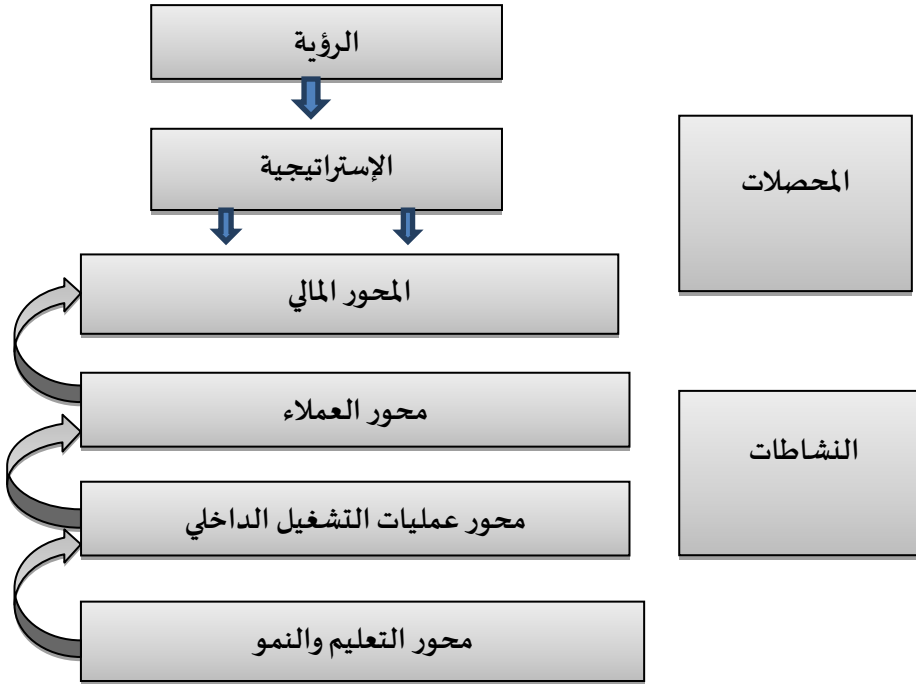 الرؤية
الإستراتيجية
المحصلات
المحور المالي
محور العملاء
النشاطات
محور عمليات التشغيل الداخلي
محور التعليم والنمو